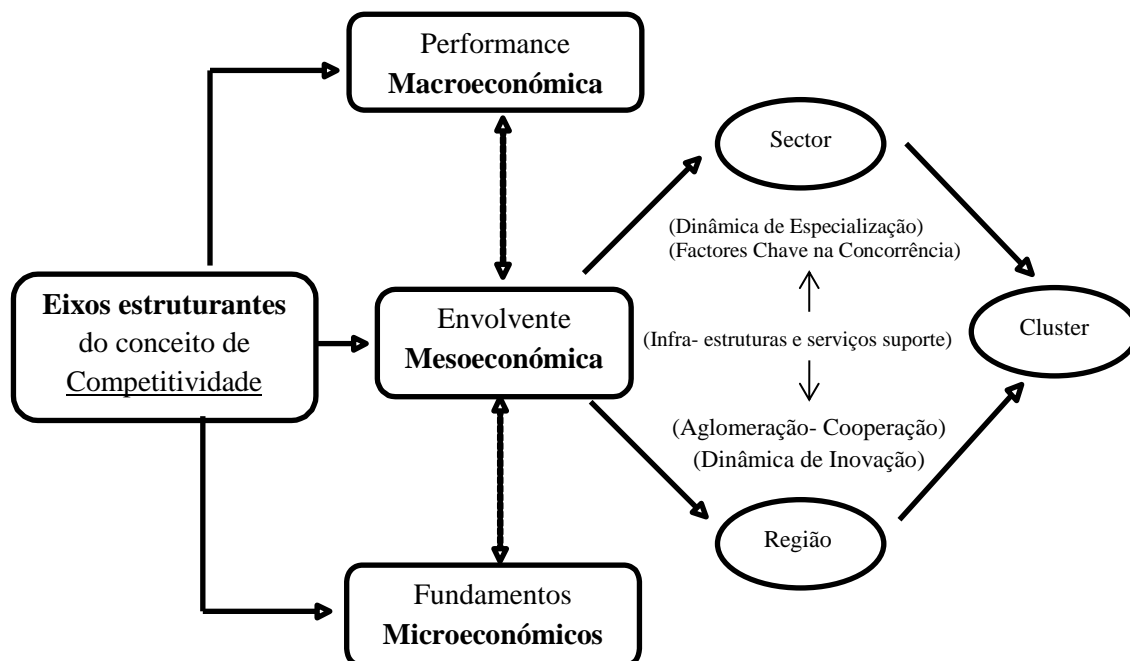 Performance
Macroeconómica
Sector
(Dinâmica de Especialização)
(Factores Chave na Concorrência)
Eixos estruturantes
do conceito de
Competitividade
Envolvente
Mesoeconómica
(Infra- estruturas e serviços suporte)
Cluster
(Aglomeração- Cooperação)
(Dinâmica de Inovação)
Região
Fundamentos
Microeconómicos